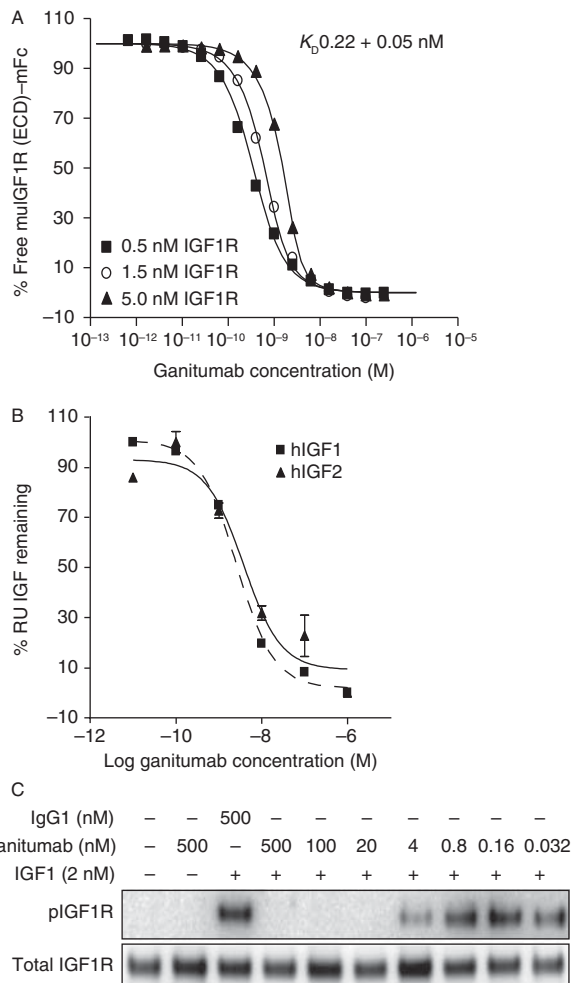 A
K_D 0.22 + 0.05 nM
% Free muIGF1R (ECD)–mFc
110
90
70
50
30
10
–10
0.5 nM IGF1R
1.5 nM IGF1R
5.0 nM IGF1R
10⁻¹³ 10⁻¹² 10⁻¹¹ 10⁻¹⁰ 10⁻⁹ 10⁻⁸ 10⁻⁷ 10⁻⁶ 10⁻⁵
Ganitumab concentration (M)
B
% RU IGF remaining
110
90
70
50
30
10
–10
hIGF1
hIGF2
–12 –10 –8 –6
Log ganitumab concentration (M)
C
IgG1 (nM) – – 500 – – – – – – –
anitumab (nM) – 500 – 500 100 20 4 0.8 0.16 0.032
IGF1 (2 nM) – – + + + + + + + +
pIGF1R
Total IGF1R